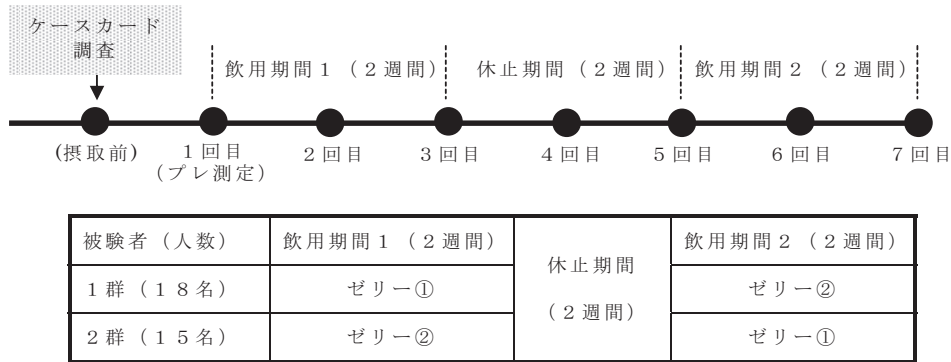 ケースカード
調査
飲用期間1(2週間) 休止期間(2週間) 飲用期間2(2週間)
(摂取前) 1回目 2回目 3回目 4回目 5回目 6回目 7回目
(プレ測定)
被験者(人数) 飲用期間1(2週間) 飲用期間2(2週間)
休止期間
1群(18名) ゼリー① ゼリー②
(2週間)
2群(15名) ゼリー② ゼリー①